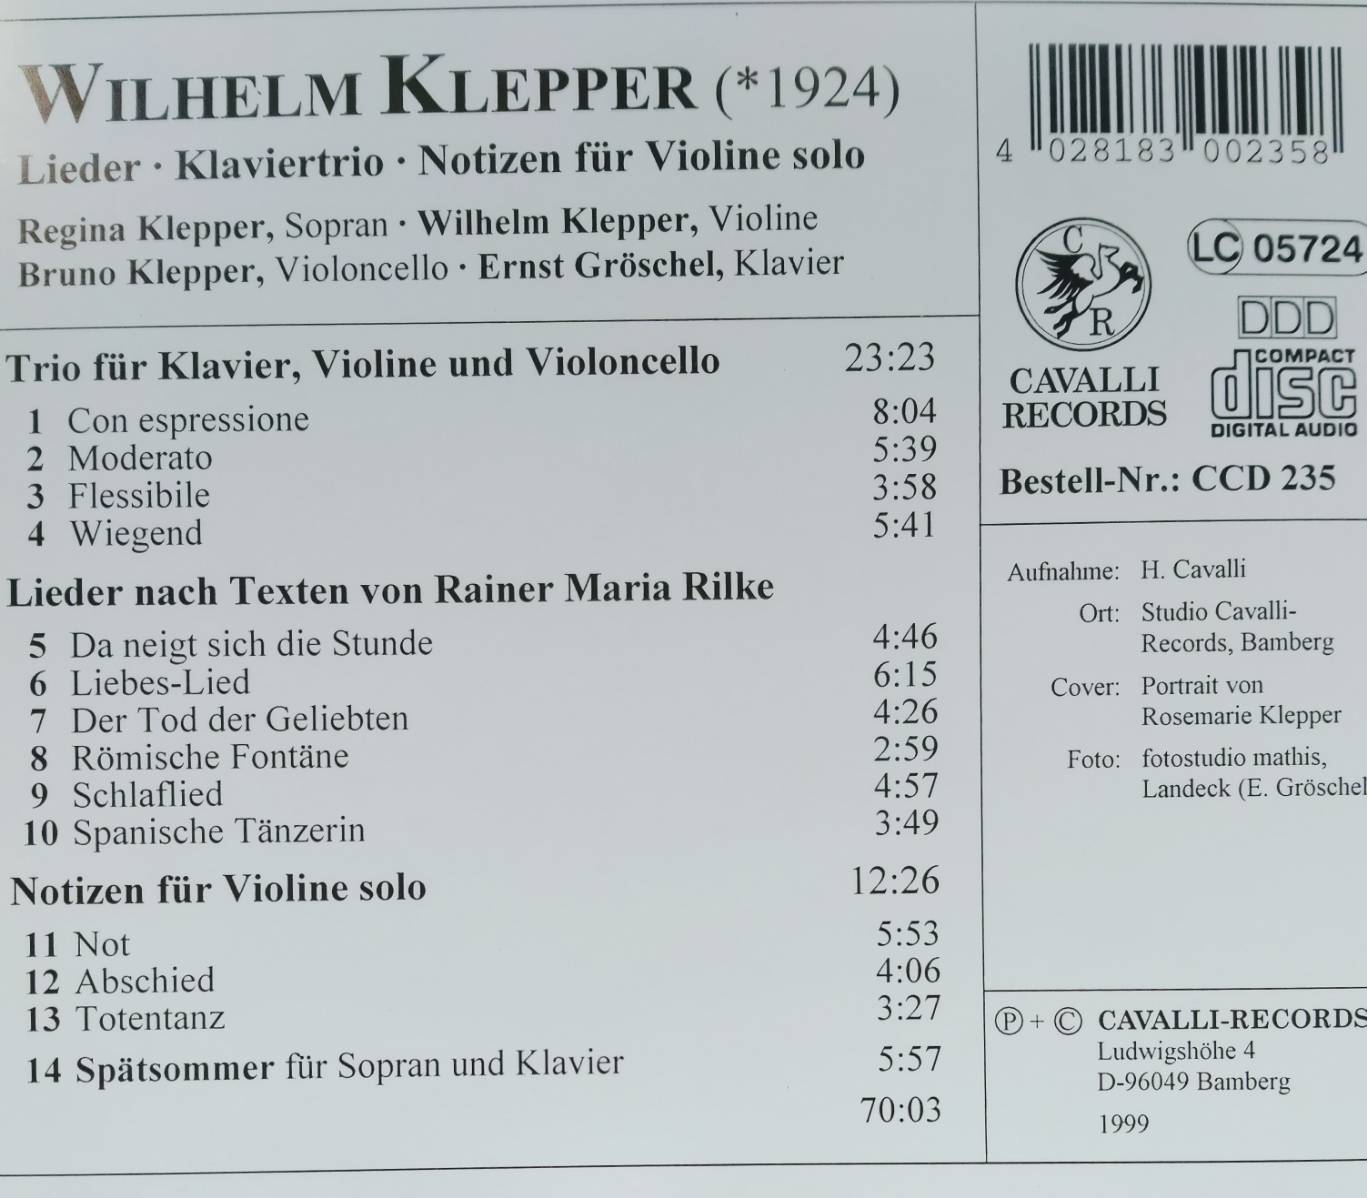 WILHELM KLEPPER (*1924)
Lieder · Klaviertrio · Notizen für Violine solo
Regina Klepper, Sopran · Wilhelm Klepper, Violine
Bruno Klepper, Violoncello · Ernst Gröschel, Klavier
Trio für Klavier, Violine und Violoncello 23:23
1 Con espressione 8:04
2 Moderato 5:39
3 Flessibile 3:58
4 Wiegend 5:41
Lieder nach Texten von Rainer Maria Rilke
5 Da neigt sich die Stunde 4:46
6 Liebes-Lied 6:15
7 Der Tod der Geliebten 4:26
8 Römische Fontäne 2:59
9 Schlaflied 4:57
10 Spanische Tänzerin 3:49
Notizen für Violine solo 12:26
11 Not 5:53
12 Abschied 4:06
13 Totentanz 3:27
14 Spätsommer für Sopran und Klavier 5:57
70:03
4 028183 002358
C
R
CAVALLI
RECORDS
LC 05724
DDD
COMPACT
disc
DIGITAL AUDIO
Bestell-Nr.: CCD 235
Aufnahme: H. Cavalli
Ort: Studio Cavalli-
Records, Bamberg
Cover: Portrait von
Rosemarie Klepper
Foto: fotostudio mathis,
Landeck (E. Gröschel
℗ + © CAVALLI-RECORDS
Ludwigshöhe 4
D-96049 Bamberg
1999